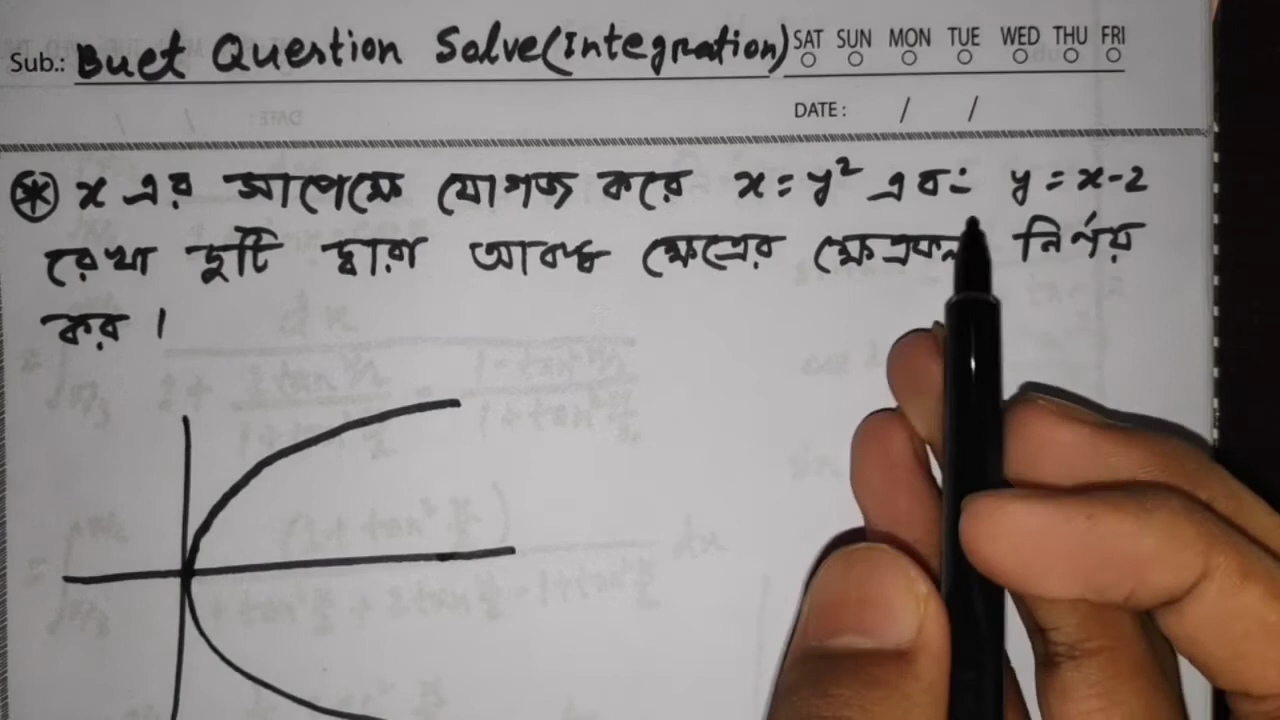 Sub.: Buet Question Solve(Integration) SAT SUN MON TUE WED THU FRI
DATE: / /
* x এর সাপেক্ষে যোগজ করে x = y² এবং y = x-2
রেখা দুটি দ্বারা আবদ্ধ ক্ষেত্রের ক্ষেত্রফল নির্ণয়
কর ।